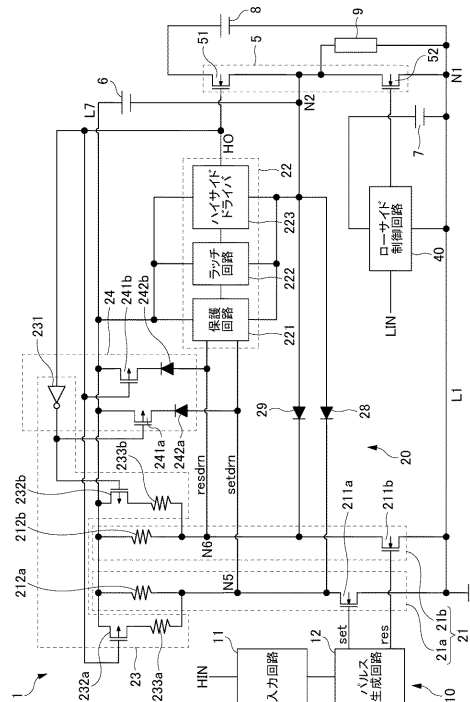 1
23
232a
233a
212a
212b
232b
233b
231
24
241b
242b
241a
242a
resdrn
setdrn
N6
N5
L7
6
HO
22
保護
回路
221
ラッチ
回路
222
ハイサイド
ドライバ
223
5
51
8
9
52
N2
N1
7
ローサイド
制御回路
40
LIN
L1
29
28
20
211a
211b
21a
21b
21
set
res
HIN
11
入力回路
12
パルス
生成回路
10